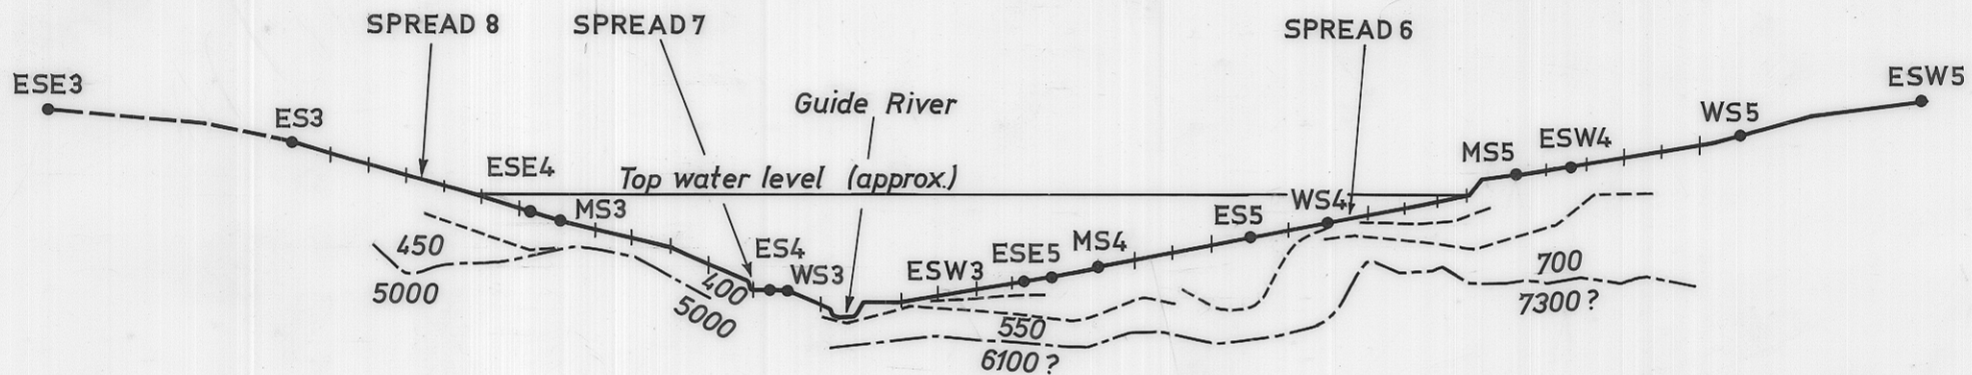 SPREAD 8
SPREAD 7
SPREAD 6
ESE3
ESW5
Guide River
ES3
WS5
ESW4
MS5
ESE4
Top water level (approx.)
WS4
MS3
ES5
MS4
ES4
ESE5
WS3
ESW3
450
5000
400
5000
550
6100 ?
700
7300 ?